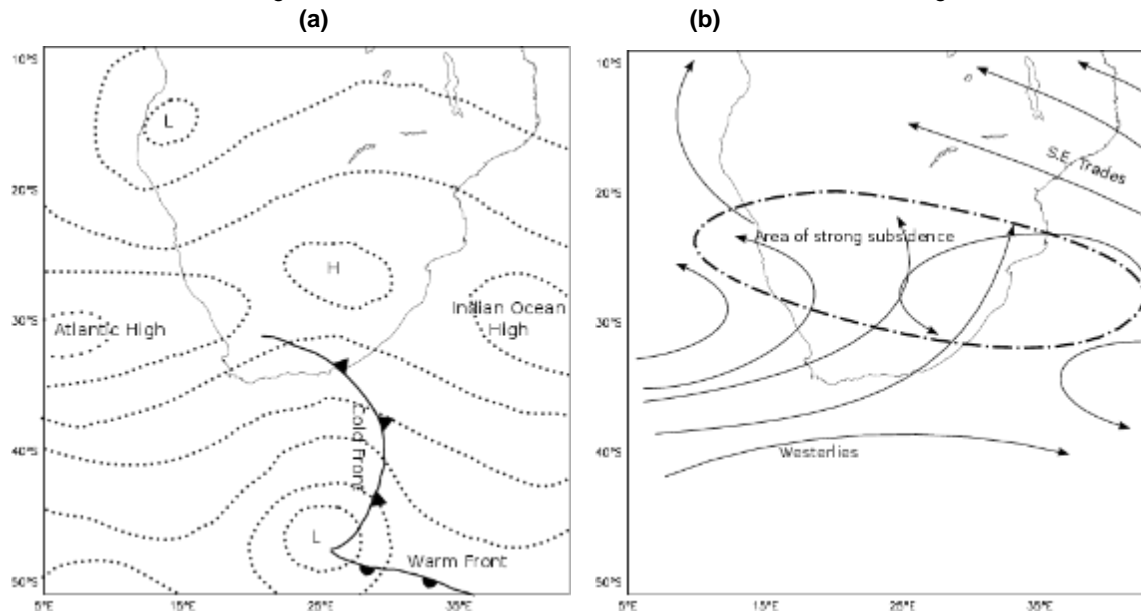 (a)
(b)
10°S
20°S
30°S
40°S
50°S
5°E
15°E
25°E
35°E
L
H
Atlantic High
Indian Ocean
High
Cold Front
L
Warm Front
10°S
20°S
30°S
40°S
50°S
5°E
15°E
25°E
35°E
S.E. Trades
Area of strong subsidence
Westerlies